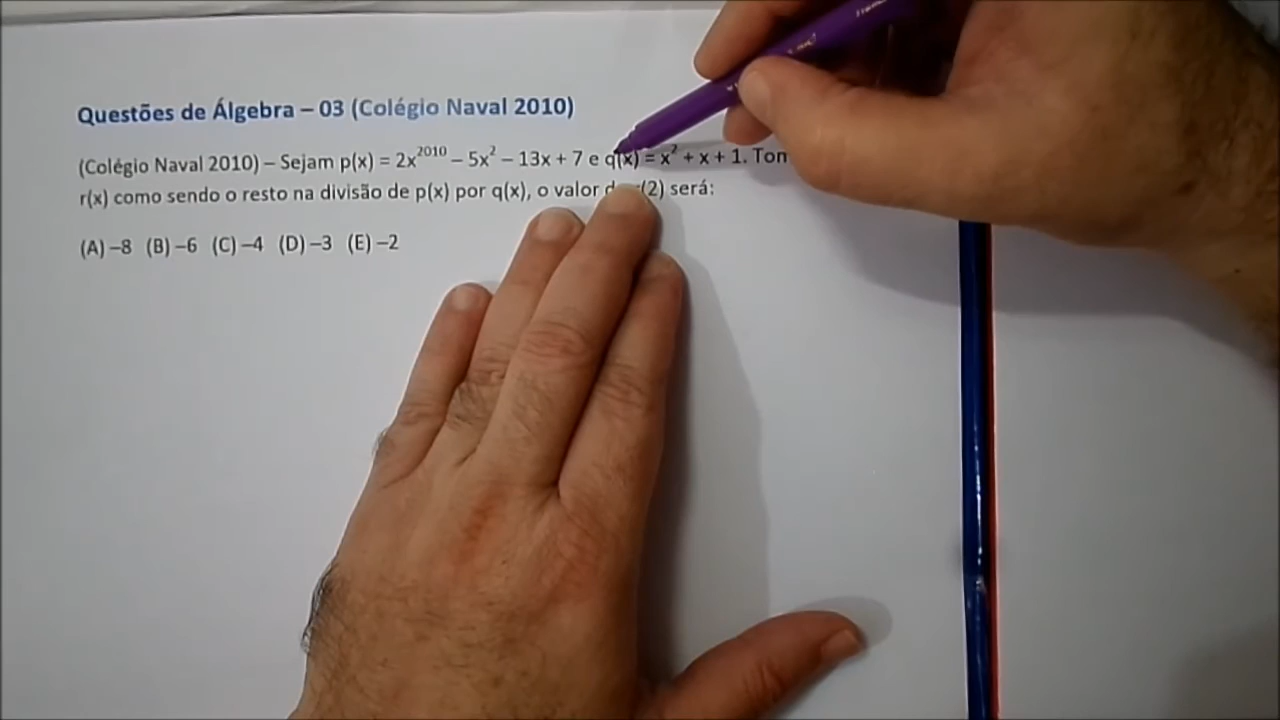 Questões de Álgebra – 03 (Colégio Naval 2010)
(Colégio Naval 2010) – Sejam p(x) = 2x²⁰¹⁰ – 5x² – 13x + 7 e q(x) = x² + x + 1. Tom
r(x) como sendo o resto na divisão de p(x) por q(x), o valor (2) será:
(A) –8 (B) –6 (C) –4 (D) –3 (E) –2